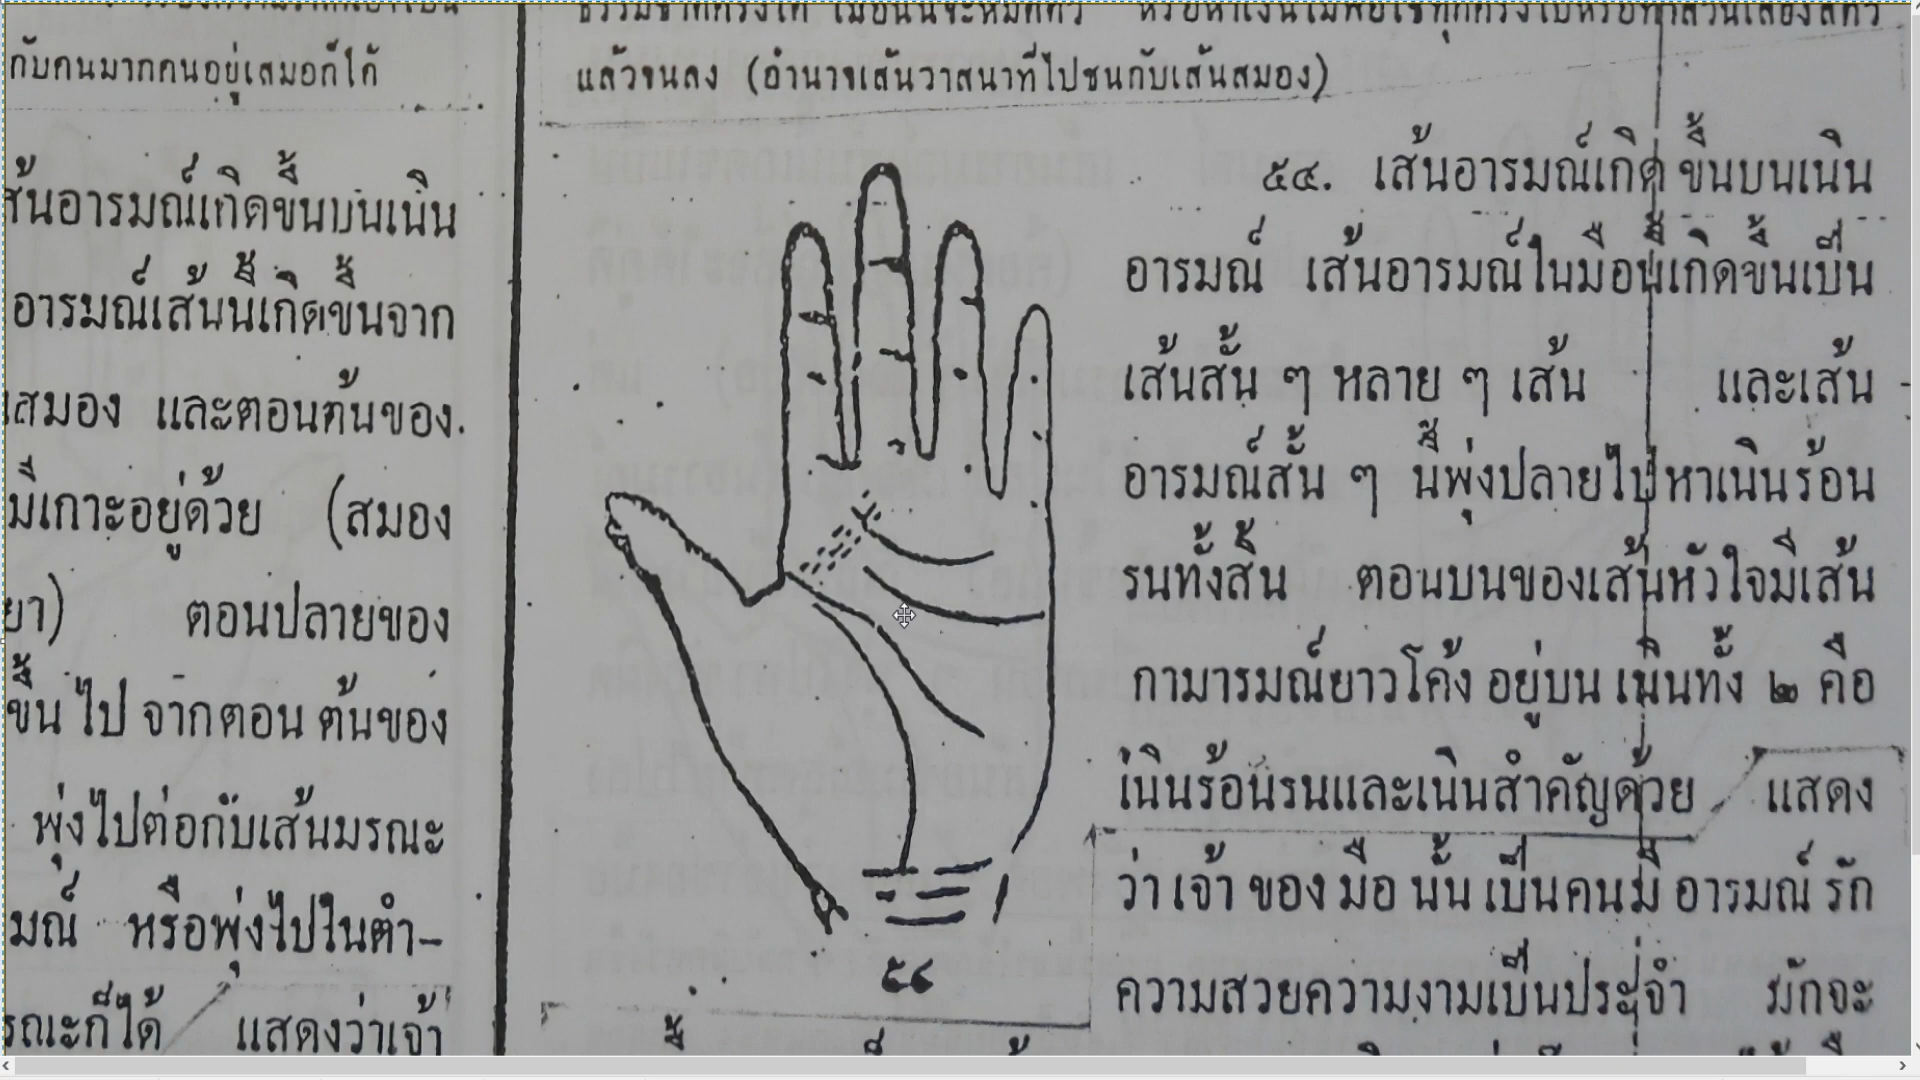 กับคนมากคนอยู่เสมอก็ได้
ส้นอารมณ์เกิดขึ้นบนเนิน
อารมณ์เส้นนี้เกิดขึ้นจาก
เสมอง และตอนต้นของ
มีเกาะอยู่ด้วย (สมอง
ยา) ตอนปลายของ
ขึ้นไปจากตอนต้นของ
พุ่งไปต่อกับเส้นมรณะ
มณ์ หรือพุ่งไปในตำ-
รณะก็ได้ แสดงว่าเจ้า
แล้วจนลง (อำนาจเส้นวาสนาที่ไปชนกับเส้นสมอง)
๕๔. เส้นอารมณ์เกิดขึ้นบนเนิน
อารมณ์ เส้นอารมณ์ในมือนี้เกิดขึ้นเป็น
เส้นสั้น ๆ หลาย ๆ เส้น และเส้น
อารมณ์สั้น ๆ นี้พุ่งปลายไปหาเนินร้อน
รนทั้งสิ้น ตอนบนของเส้นหัวใจมีเส้น
กามารมณ์ยาวโค้งอยู่บนเนินทั้ง ๒ คือ
เนินร้อนรนและเนินสำคัญด้วย แสดง
ว่าเจ้าของมือนั้นเป็นคนมีอารมณ์รัก
ความสวยความงามเป็นประจำ มักจะ
๕๔